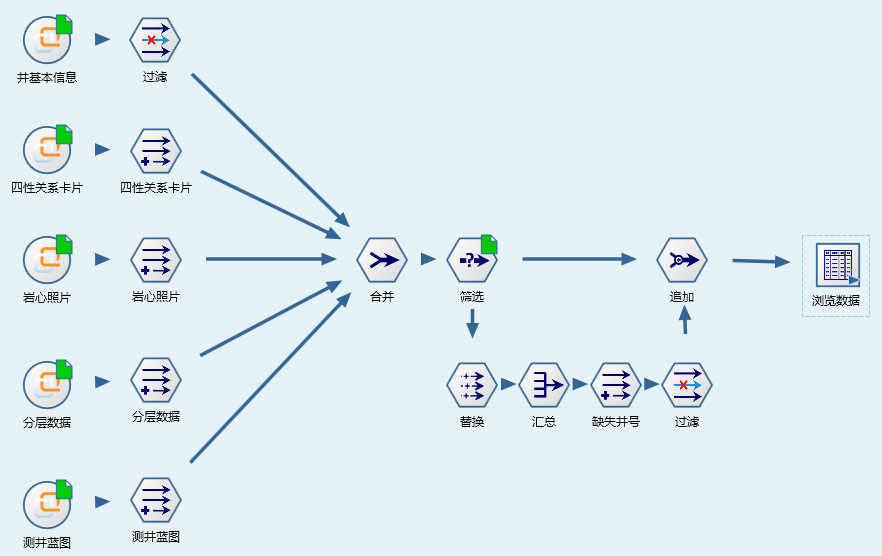 井基本信息
过滤
四性关系卡片
四性关系卡片
岩心照片
岩心照片
合并
筛选
追加
浏览数据
分层数据
分层数据
替换
汇总
缺失井号
过滤
测井蓝图
测井蓝图